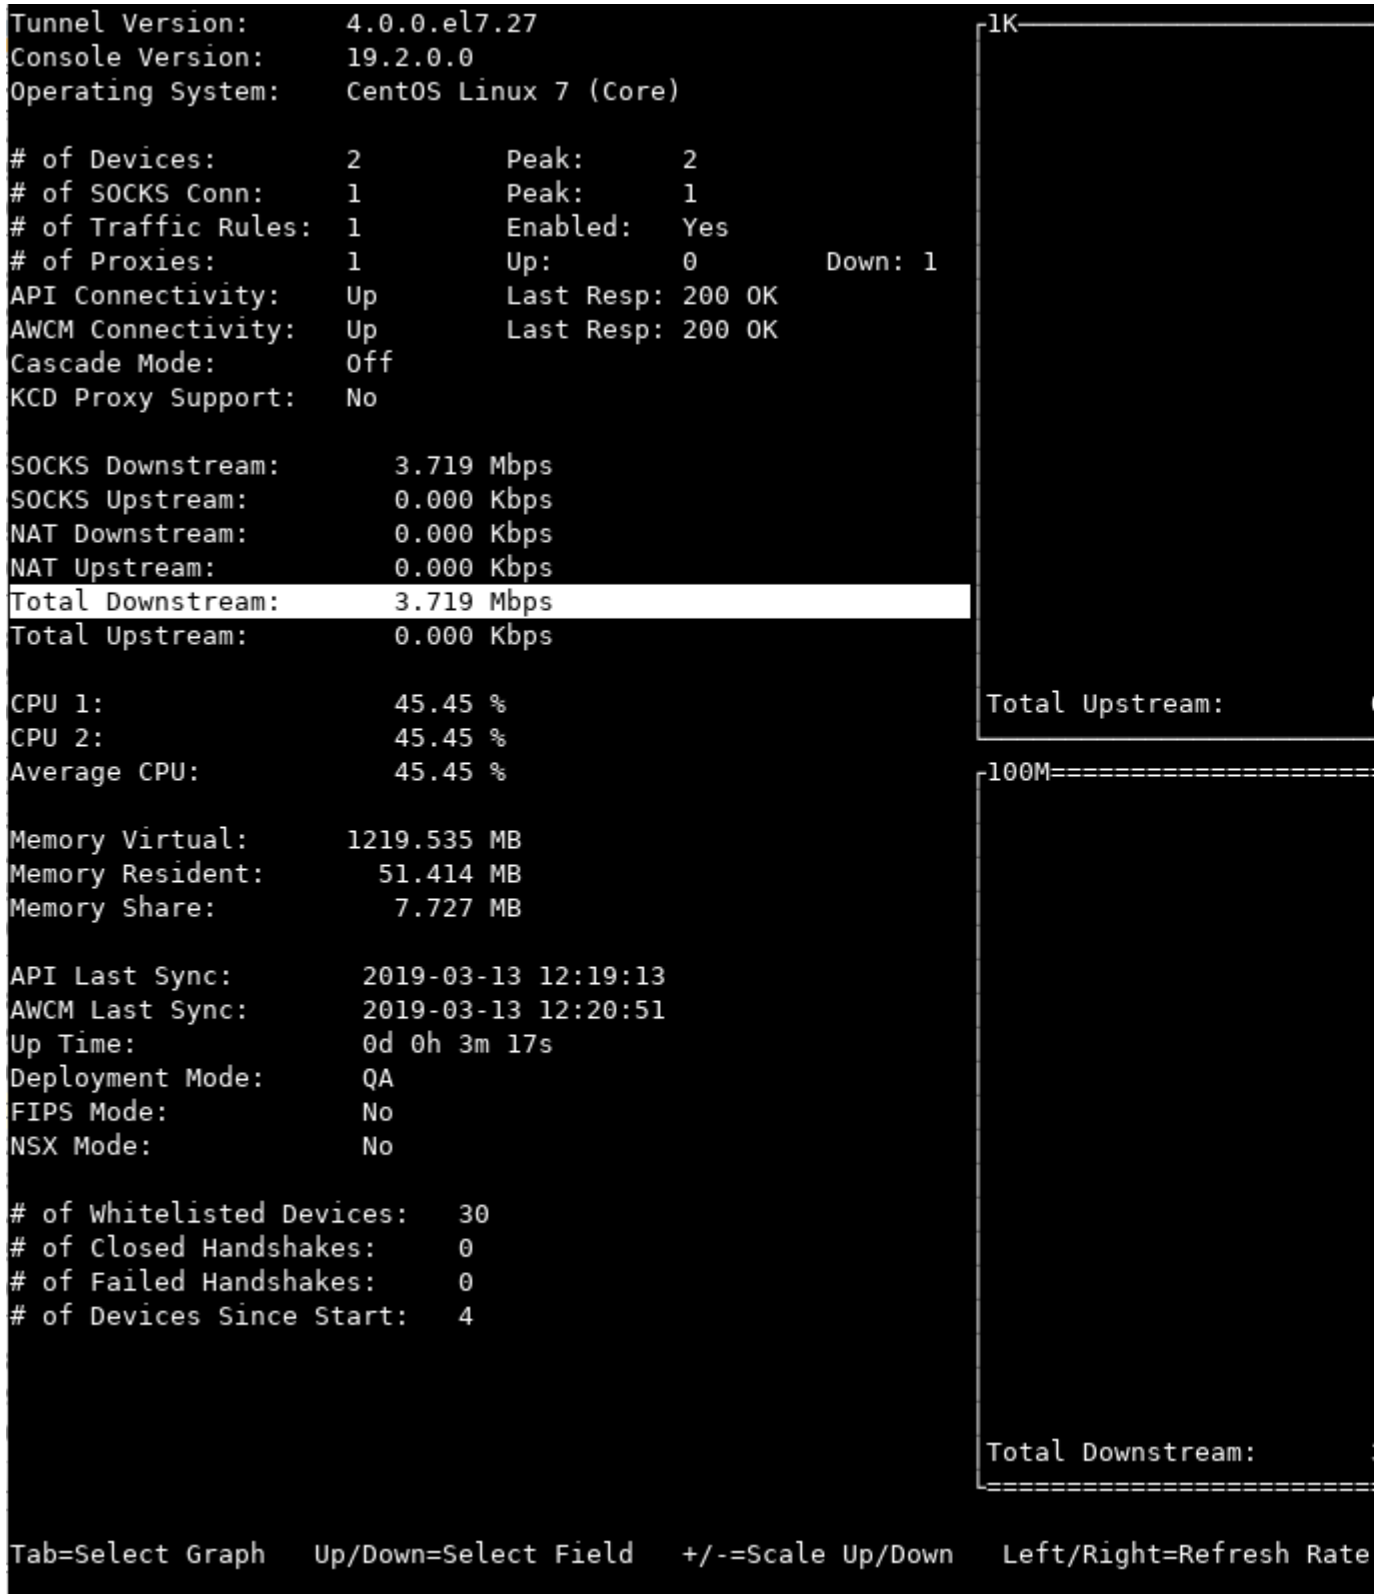 Tunnel Version: 4.0.0.el7.27
Console Version: 19.2.0.0
Operating System: CentOS Linux 7 (Core)
# of Devices: 2 Peak: 2
# of SOCKS Conn: 1 Peak: 1
# of Traffic Rules: 1 Enabled: Yes
# of Proxies: 1 Up: 0 Down: 1
API Connectivity: Up Last Resp: 200 OK
AWCM Connectivity: Up Last Resp: 200 OK
Cascade Mode: Off
KCD Proxy Support: No
SOCKS Downstream: 3.719 Mbps
SOCKS Upstream: 0.000 Kbps
NAT Downstream: 0.000 Kbps
NAT Upstream: 0.000 Kbps
Total Downstream: 3.719 Mbps
Total Upstream: 0.000 Kbps
CPU 1: 45.45 %
CPU 2: 45.45 %
Average CPU: 45.45 %
Memory Virtual: 1219.535 MB
Memory Resident: 51.414 MB
Memory Share: 7.727 MB
API Last Sync: 2019-03-13 12:19:13
AWCM Last Sync: 2019-03-13 12:20:51
Up Time: 0d 0h 3m 17s
Deployment Mode: QA
FIPS Mode: No
NSX Mode: No
# of Whitelisted Devices: 30
# of Closed Handshakes: 0
# of Failed Handshakes: 0
# of Devices Since Start: 4
1K
Total Upstream:
100M
Total Downstream:
Tab=Select Graph Up/Down=Select Field +/-=Scale Up/Down Left/Right=Refresh Rate